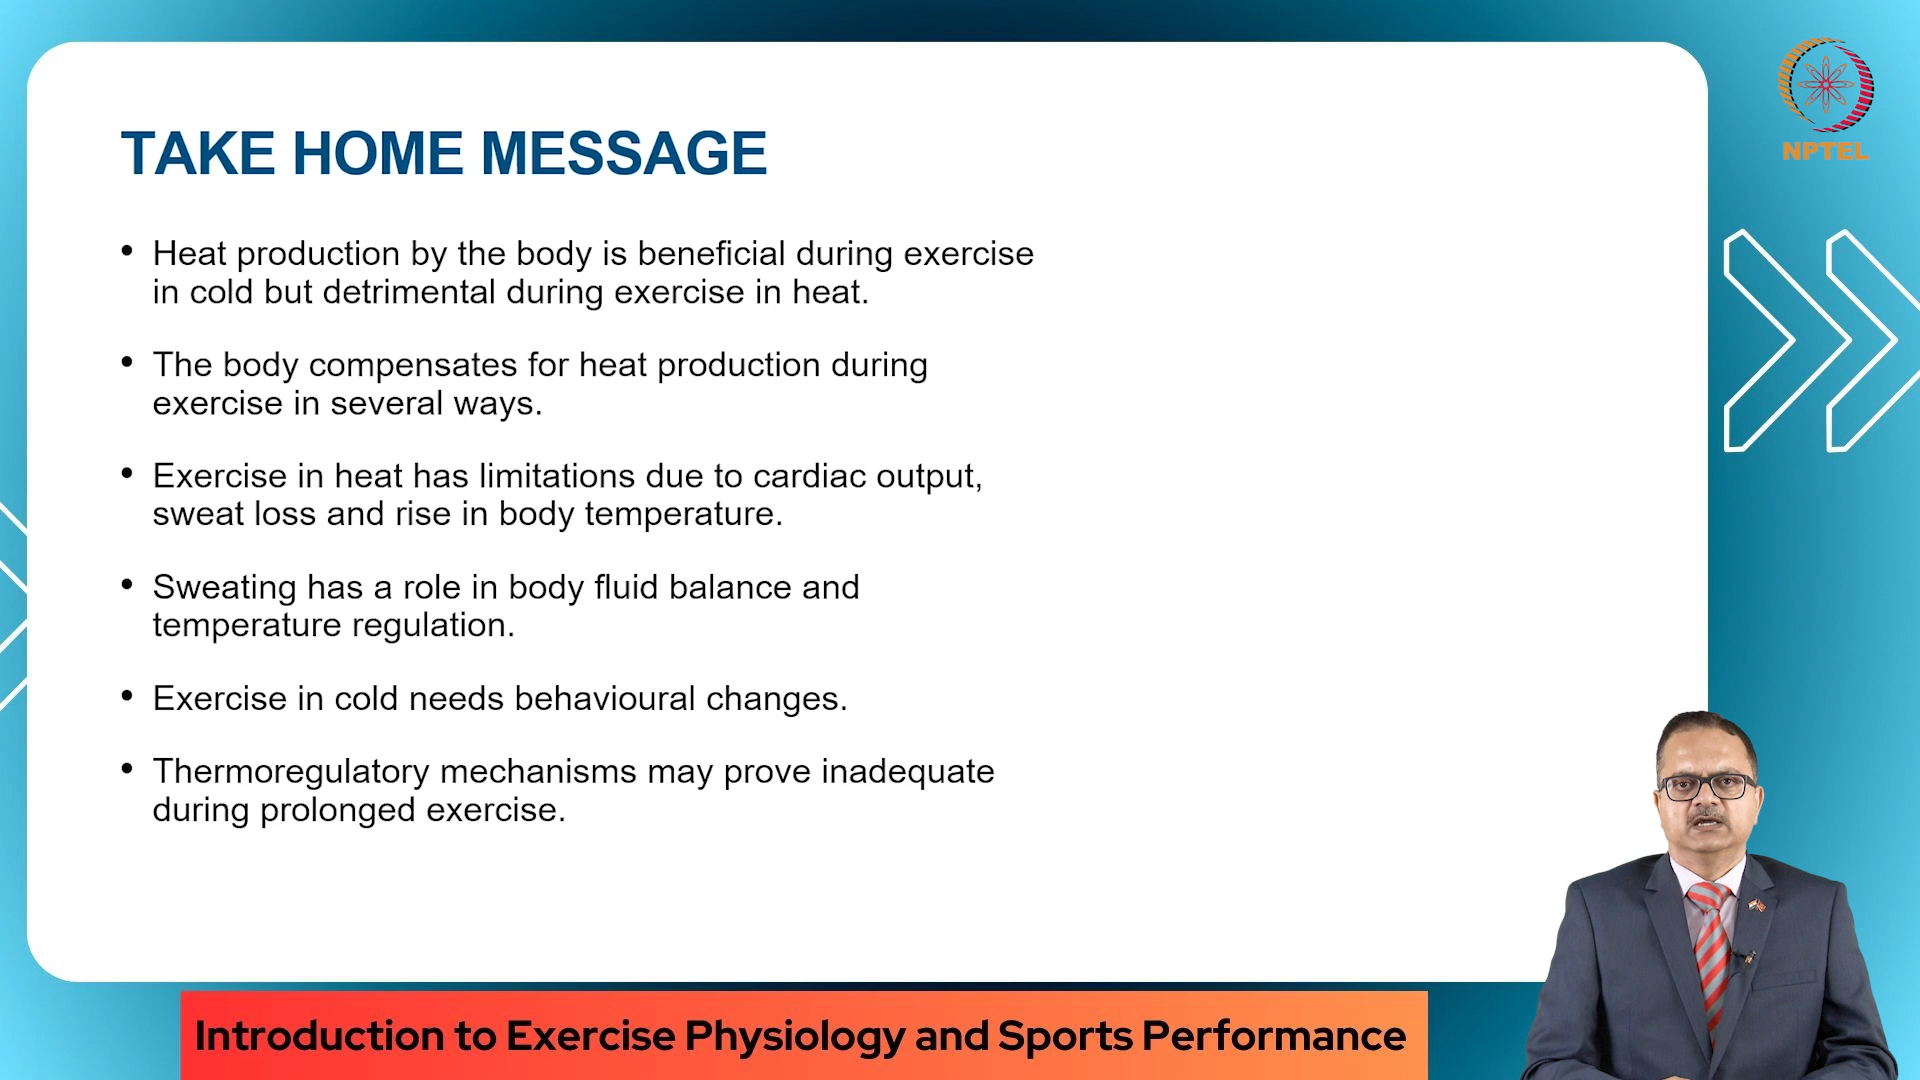 TAKE HOME MESSAGE
• Heat production by the body is beneficial during exercise
in cold but detrimental during exercise in heat.
• The body compensates for heat production during
exercise in several ways.
• Exercise in heat has limitations due to cardiac output,
sweat loss and rise in body temperature.
• Sweating has a role in body fluid balance and
temperature regulation.
• Exercise in cold needs behavioural changes.
• Thermoregulatory mechanisms may prove inadequate
during prolonged exercise.
NPTEL
Introduction to Exercise Physiology and Sports Performance